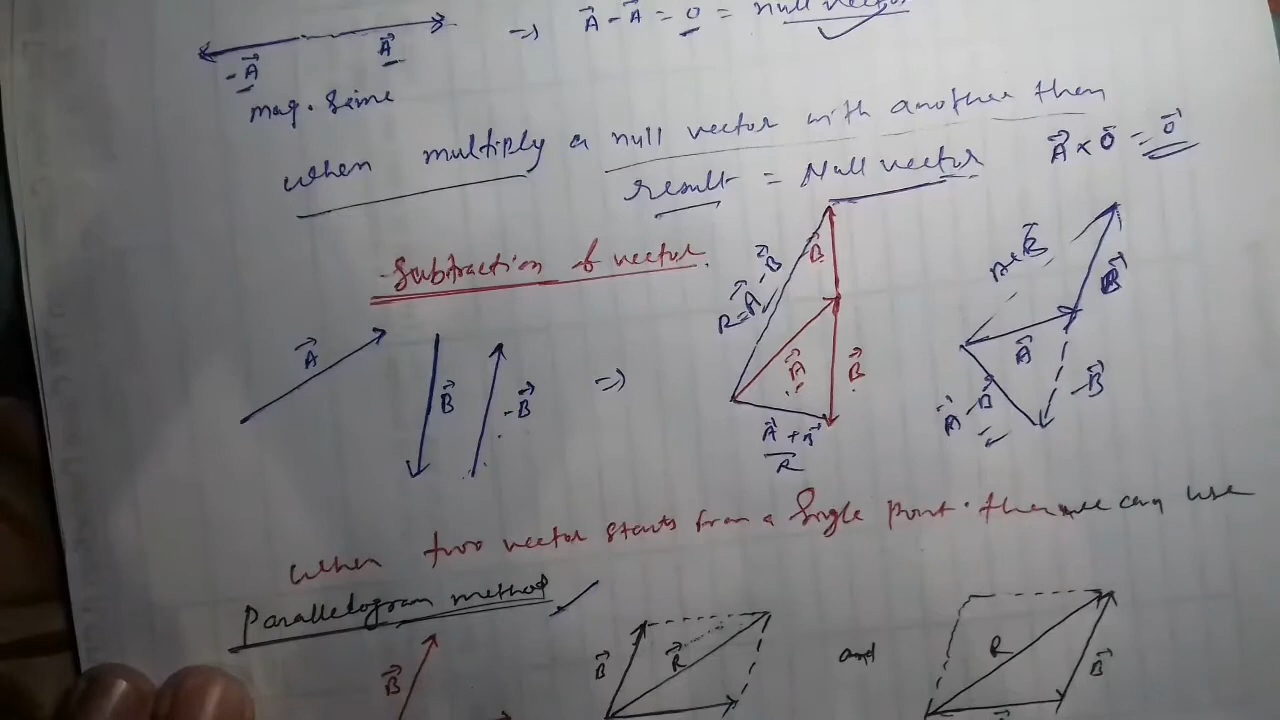 ⇒ A⃗ - A⃗ = 0 = null vector
-A⃗ A⃗
mag. Same
when multiply a null vector with another then
result = Null vector A⃗ × 0⃗ = 0⃗
Subtraction of vector.
A⃗ B⃗ -B⃗ ⇒
R = A⃗ - B⃗ B⃗ A⃗ B⃗
A⃗ + B⃗
R
A+B⃗ B⃗ A⃗ -B⃗ A⃗ - B⃗
When two vector starts from a Single point. then we can use
Parallelogram method
B⃗ B⃗ R⃗ and R B⃗